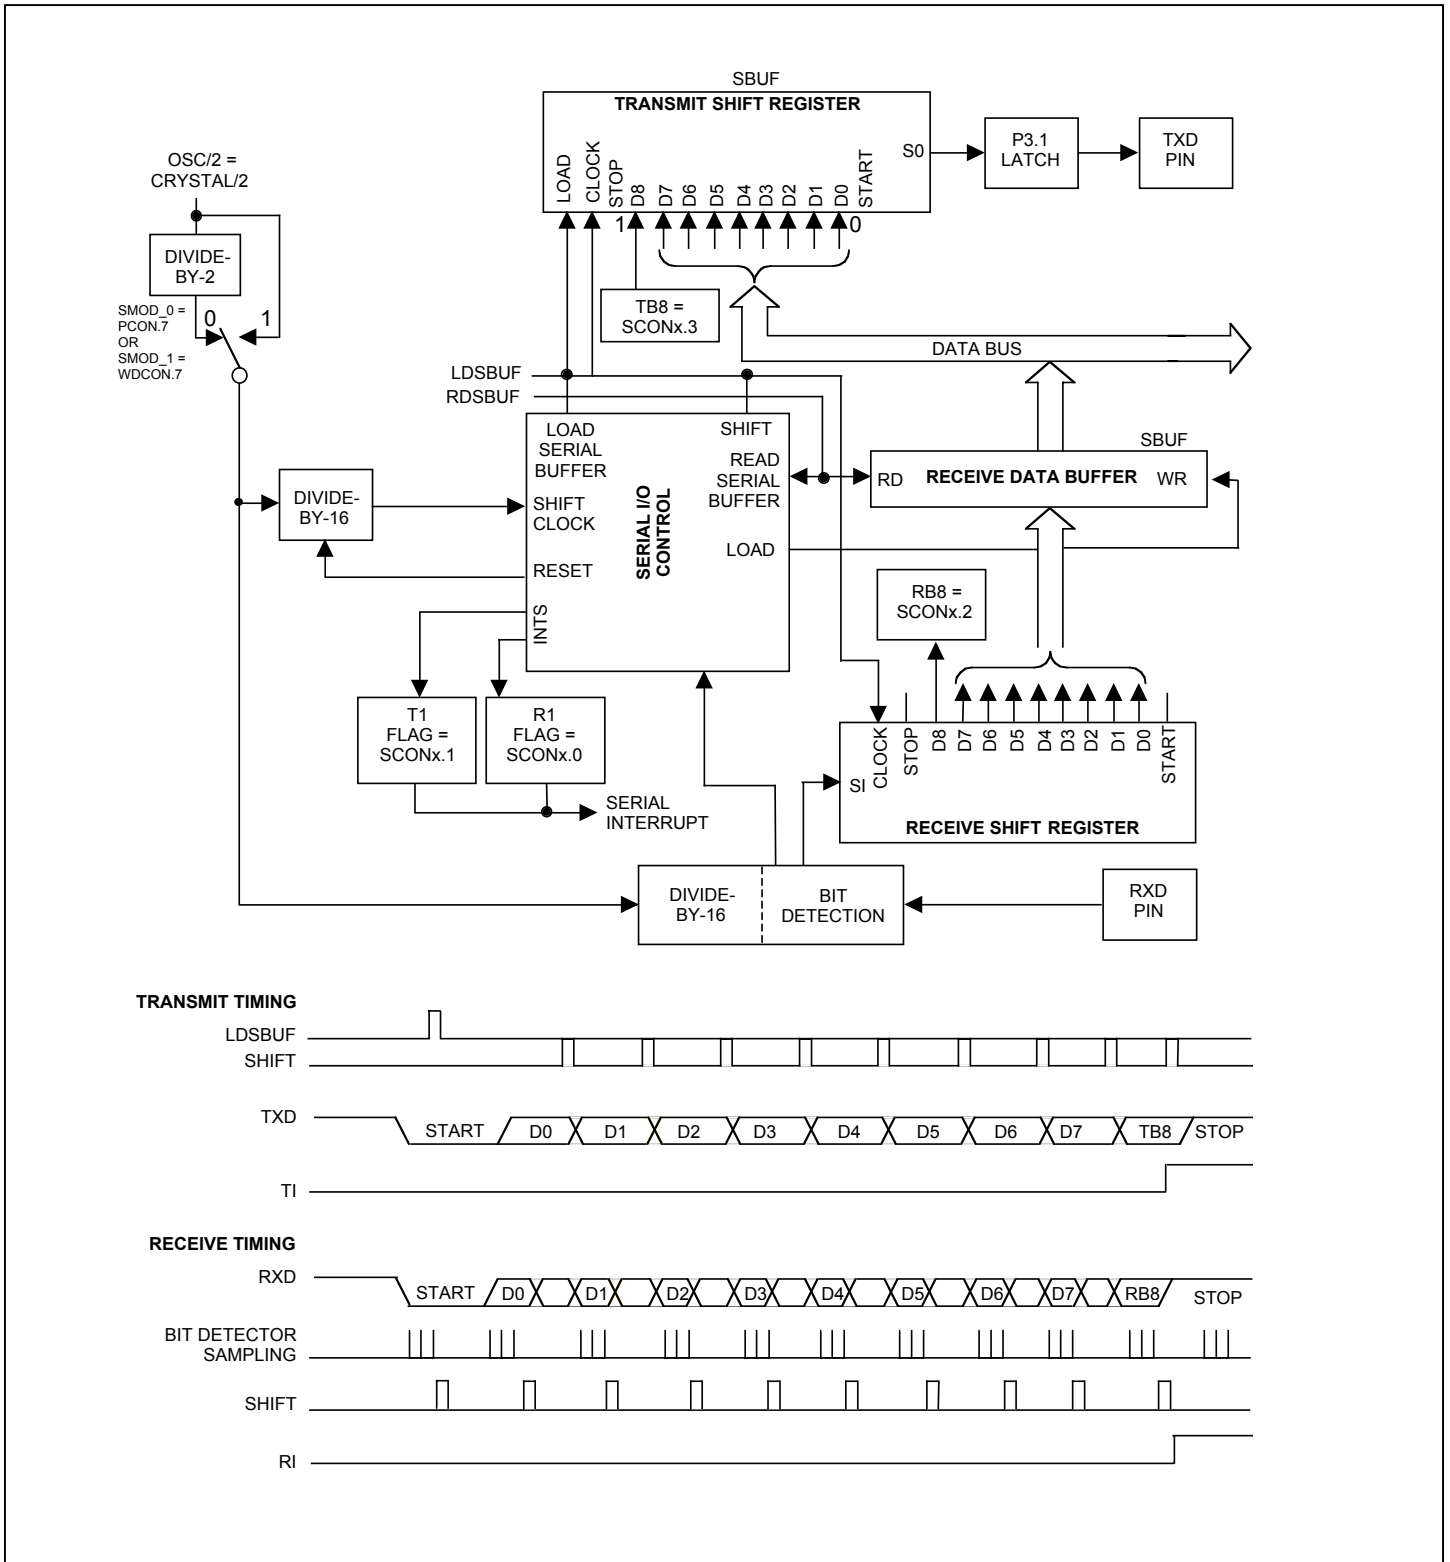 SBUF
TRANSMIT SHIFT REGISTER
LOAD
CLOCK
STOP
D8
D7
D6
D5
D4
D3
D2
D1
D0
START
S0
1
0
P3.1
LATCH
TXD
PIN
OSC/2 =
CRYSTAL/2
DIVIDE-
BY-2
SMOD_0 =
PCON.7
OR
SMOD_1 =
WDCON.7
0
1
TB8 =
SCONx.3
DATA BUS
LDSBUF
RDSBUF
LOAD
SERIAL
BUFFER
SHIFT
READ
SERIAL
BUFFER
SHIFT
CLOCK
SERIAL I/O
CONTROL
LOAD
RESET
INTS
DIVIDE-
BY-16
SBUF
RD
RECEIVE DATA BUFFER
WR
RB8 =
SCONx.2
T1
FLAG =
SCONx.1
R1
FLAG =
SCONx.0
SERIAL
INTERRUPT
SI
CLOCK
STOP
D8
D7
D6
D5
D4
D3
D2
D1
D0
START
RECEIVE SHIFT REGISTER
DIVIDE-
BY-16
BIT
DETECTION
RXD
PIN
TRANSMIT TIMING
LDSBUF
SHIFT
TXD
START D0 D1 D2 D3 D4 D5 D6 D7 TB8 STOP
TI
RECEIVE TIMING
RXD
START D0 D1 D2 D3 D4 D5 D6 D7 RB8 STOP
BIT DETECTOR
SAMPLING
SHIFT
RI